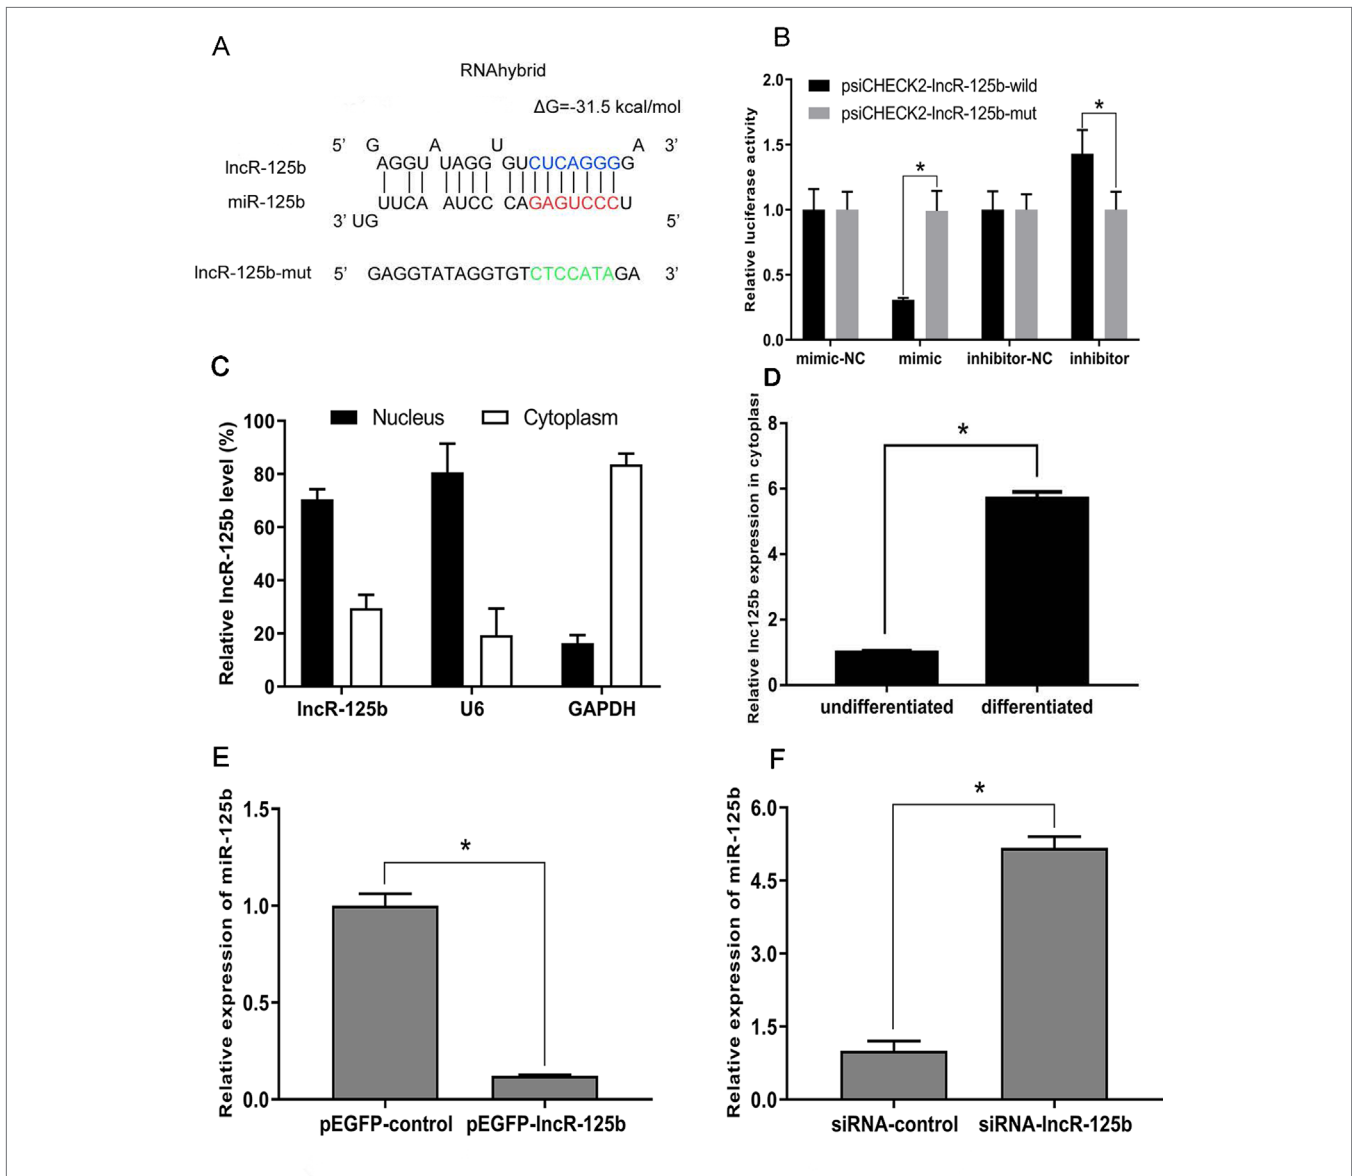 A
RNAhybrid
ΔG=-31.5 kcal/mol
5' G A U A 3'
lncR-125b AGGU UAGG GUCUCAGGGG
miR-125b UUCA AUCC CAGAGUCCCU
3' UG 5'
lncR-125b-mut 5' GAGGTATAGGTGTCTCCATAGA 3'
B
psiCHECK2-lncR-125b-wild
psiCHECK2-lncR-125b-mut
Relative luciferase activity
2.0
1.5
1.0
0.5
0.0
*
*
mimic-NC mimic inhibitor-NC inhibitor
C
Nucleus Cytoplasm
Relative lncR-125b level (%)
100
80
60
40
20
0
lncR-125b U6 GAPDH
D
Relative lnc125b expression in cytoplasm
8
6
4
2
0
*
undifferentiated differentiated
E
Relative expression of miR-125b
1.5
1.0
0.5
0.0
*
pEGFP-control pEGFP-lncR-125b
F
Relative expression of miR-125b
6.0
4.5
3.0
1.5
0.0
*
siRNA-control siRNA-lncR-125b